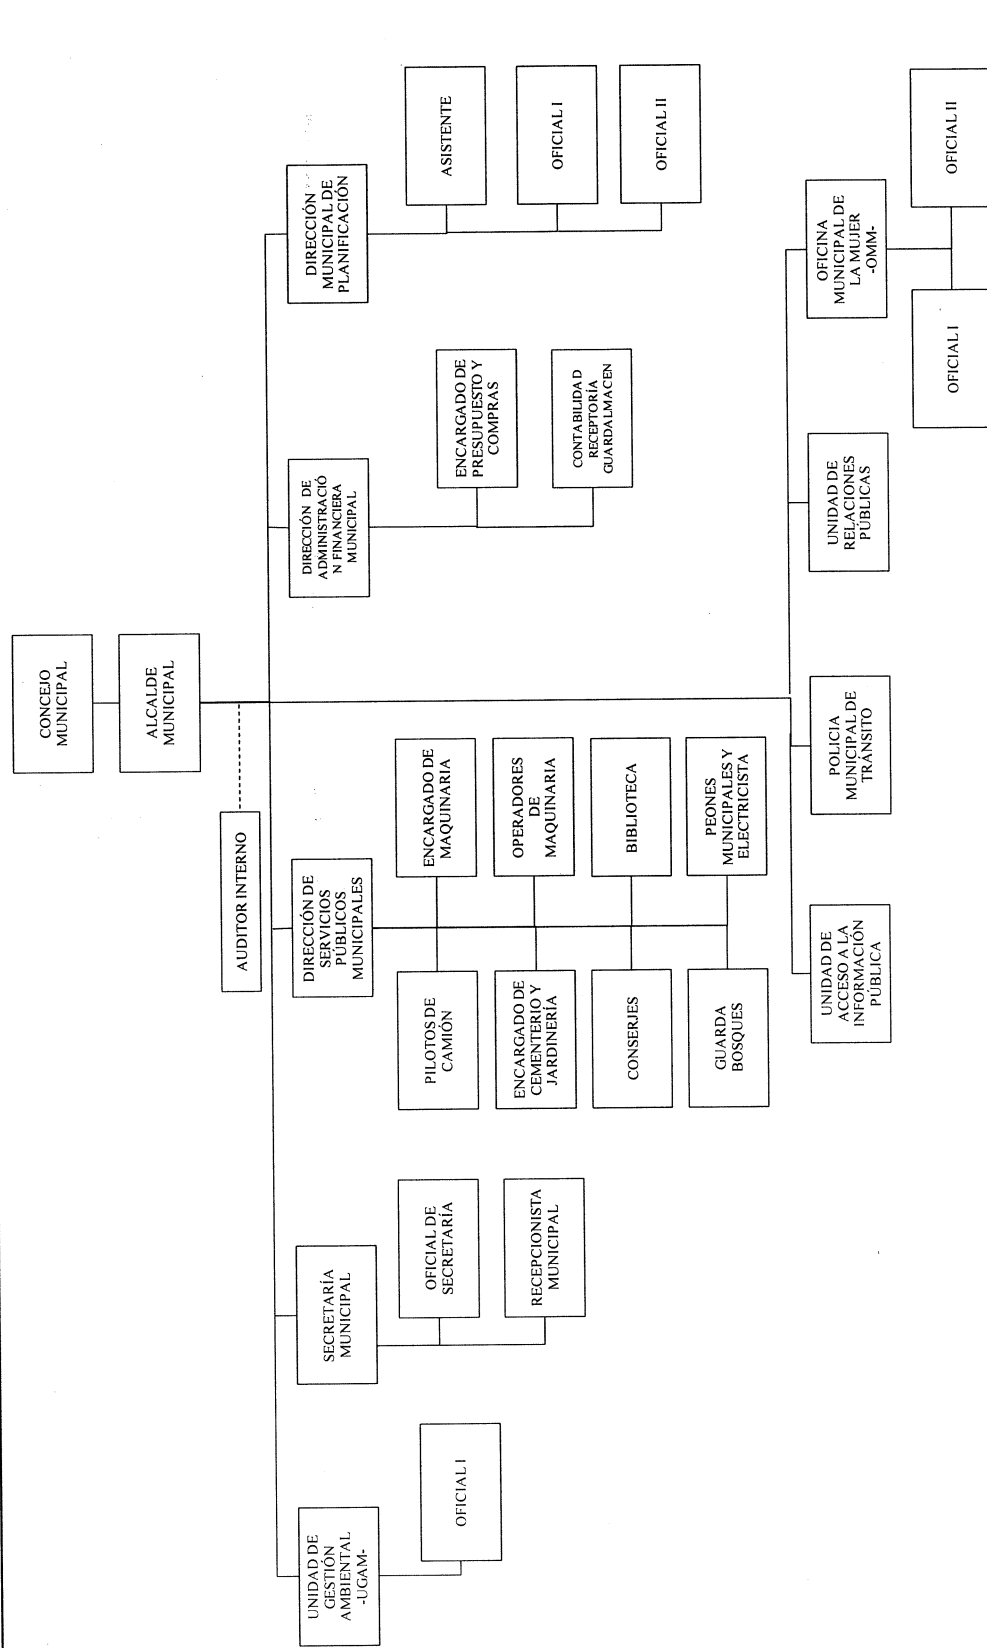 CONCEJO
MUNICIPAL
ALCALDE
MUNICIPAL
AUDITOR INTERNO
UNIDAD DE
GESTIÓN
AMBIENTAL
-UGAM-
OFICIAL I
SECRETARÍA
MUNICIPAL
OFICIAL DE
SECRETARÍA
RECEPCIONISTA
MUNICIPAL
DIRECCIÓN DE
SERVICIOS
PÚBLICOS
MUNICIPALES
PILOTOS DE
CAMIÓN
ENCARGADO DE
MAQUINARIA
ENCARGADO DE
CEMENTERIO Y
JARDINERÍA
OPERADORES
DE
MAQUINARIA
CONSERJES
BIBLIOTECA
GUARDA
BOSQUES
PEONES
MUNICIPALES Y
ELECTRICISTA
DIRECCIÓN DE
ADMINISTRACIÓ
N FINANCIERA
MUNICIPAL
ENCARGADO DE
PRESUPUESTO Y
COMPRAS
CONTABILIDAD
RECEPTORÍA
GUARDALMACEN
DIRECCIÓN
MUNICIPAL DE
PLANIFICACIÓN
ASISTENTE
OFICIAL I
OFICIAL II
UNIDAD DE
ACCESO A LA
INFORMACIÓN
PÚBLICA
POLICIA
MUNICIPAL DE
TRÁNSITO
UNIDAD DE
RELACIONES
PÚBLICAS
OFICINA
MUNICIPAL DE
LA MUJER
-OMM-
OFICIAL I
OFICIAL II